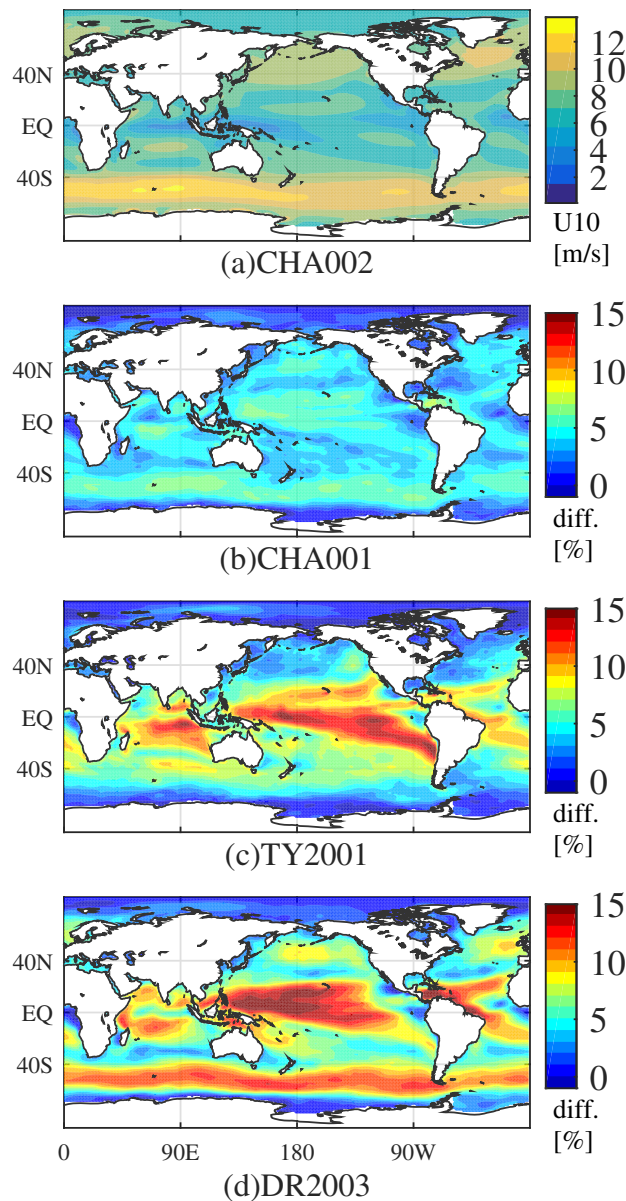 12
40N
10
8
EQ
6
4
40S
2
U10
[m/s]
(a)CHA002
15
40N
10
EQ
5
40S
0
diff.
[%]
(b)CHA001
15
40N
10
EQ
5
40S
0
diff.
[%]
(c)TY2001
15
40N
10
EQ
5
40S
0
diff.
[%]
0 90E 180 90W
(d)DR2003